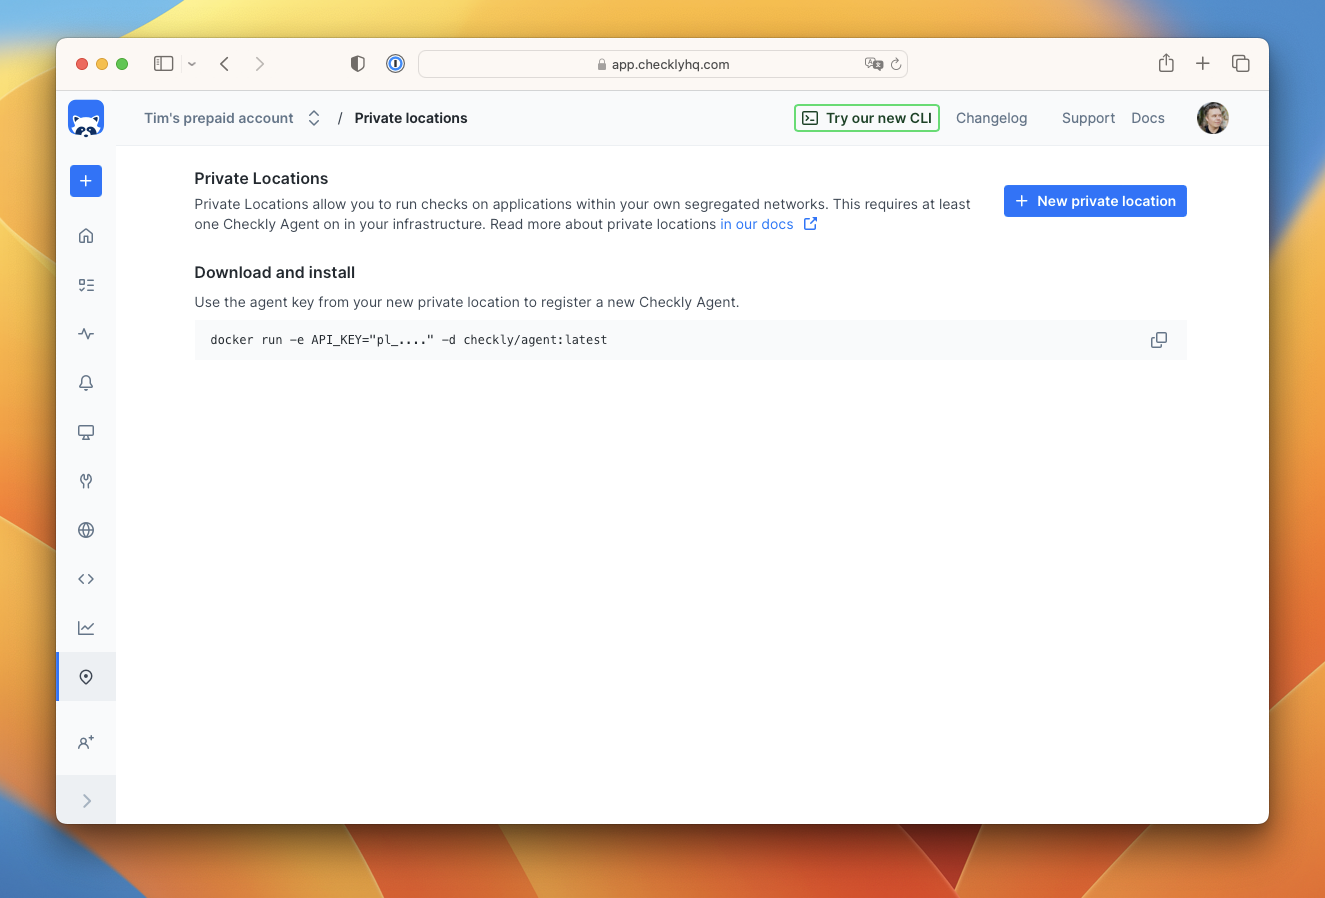 app.checklyhq.com
Tim's prepaid account / Private locations
Try our new CLI
Changelog
Support
Docs
Private Locations
Private Locations allow you to run checks on applications within your own segregated networks. This requires at least
one Checkly Agent on in your infrastructure. Read more about private locations in our docs
New private location
Download and install
Use the agent key from your new private location to register a new Checkly Agent.
docker run -e API_KEY="pl_...." -d checkly/agent:latest